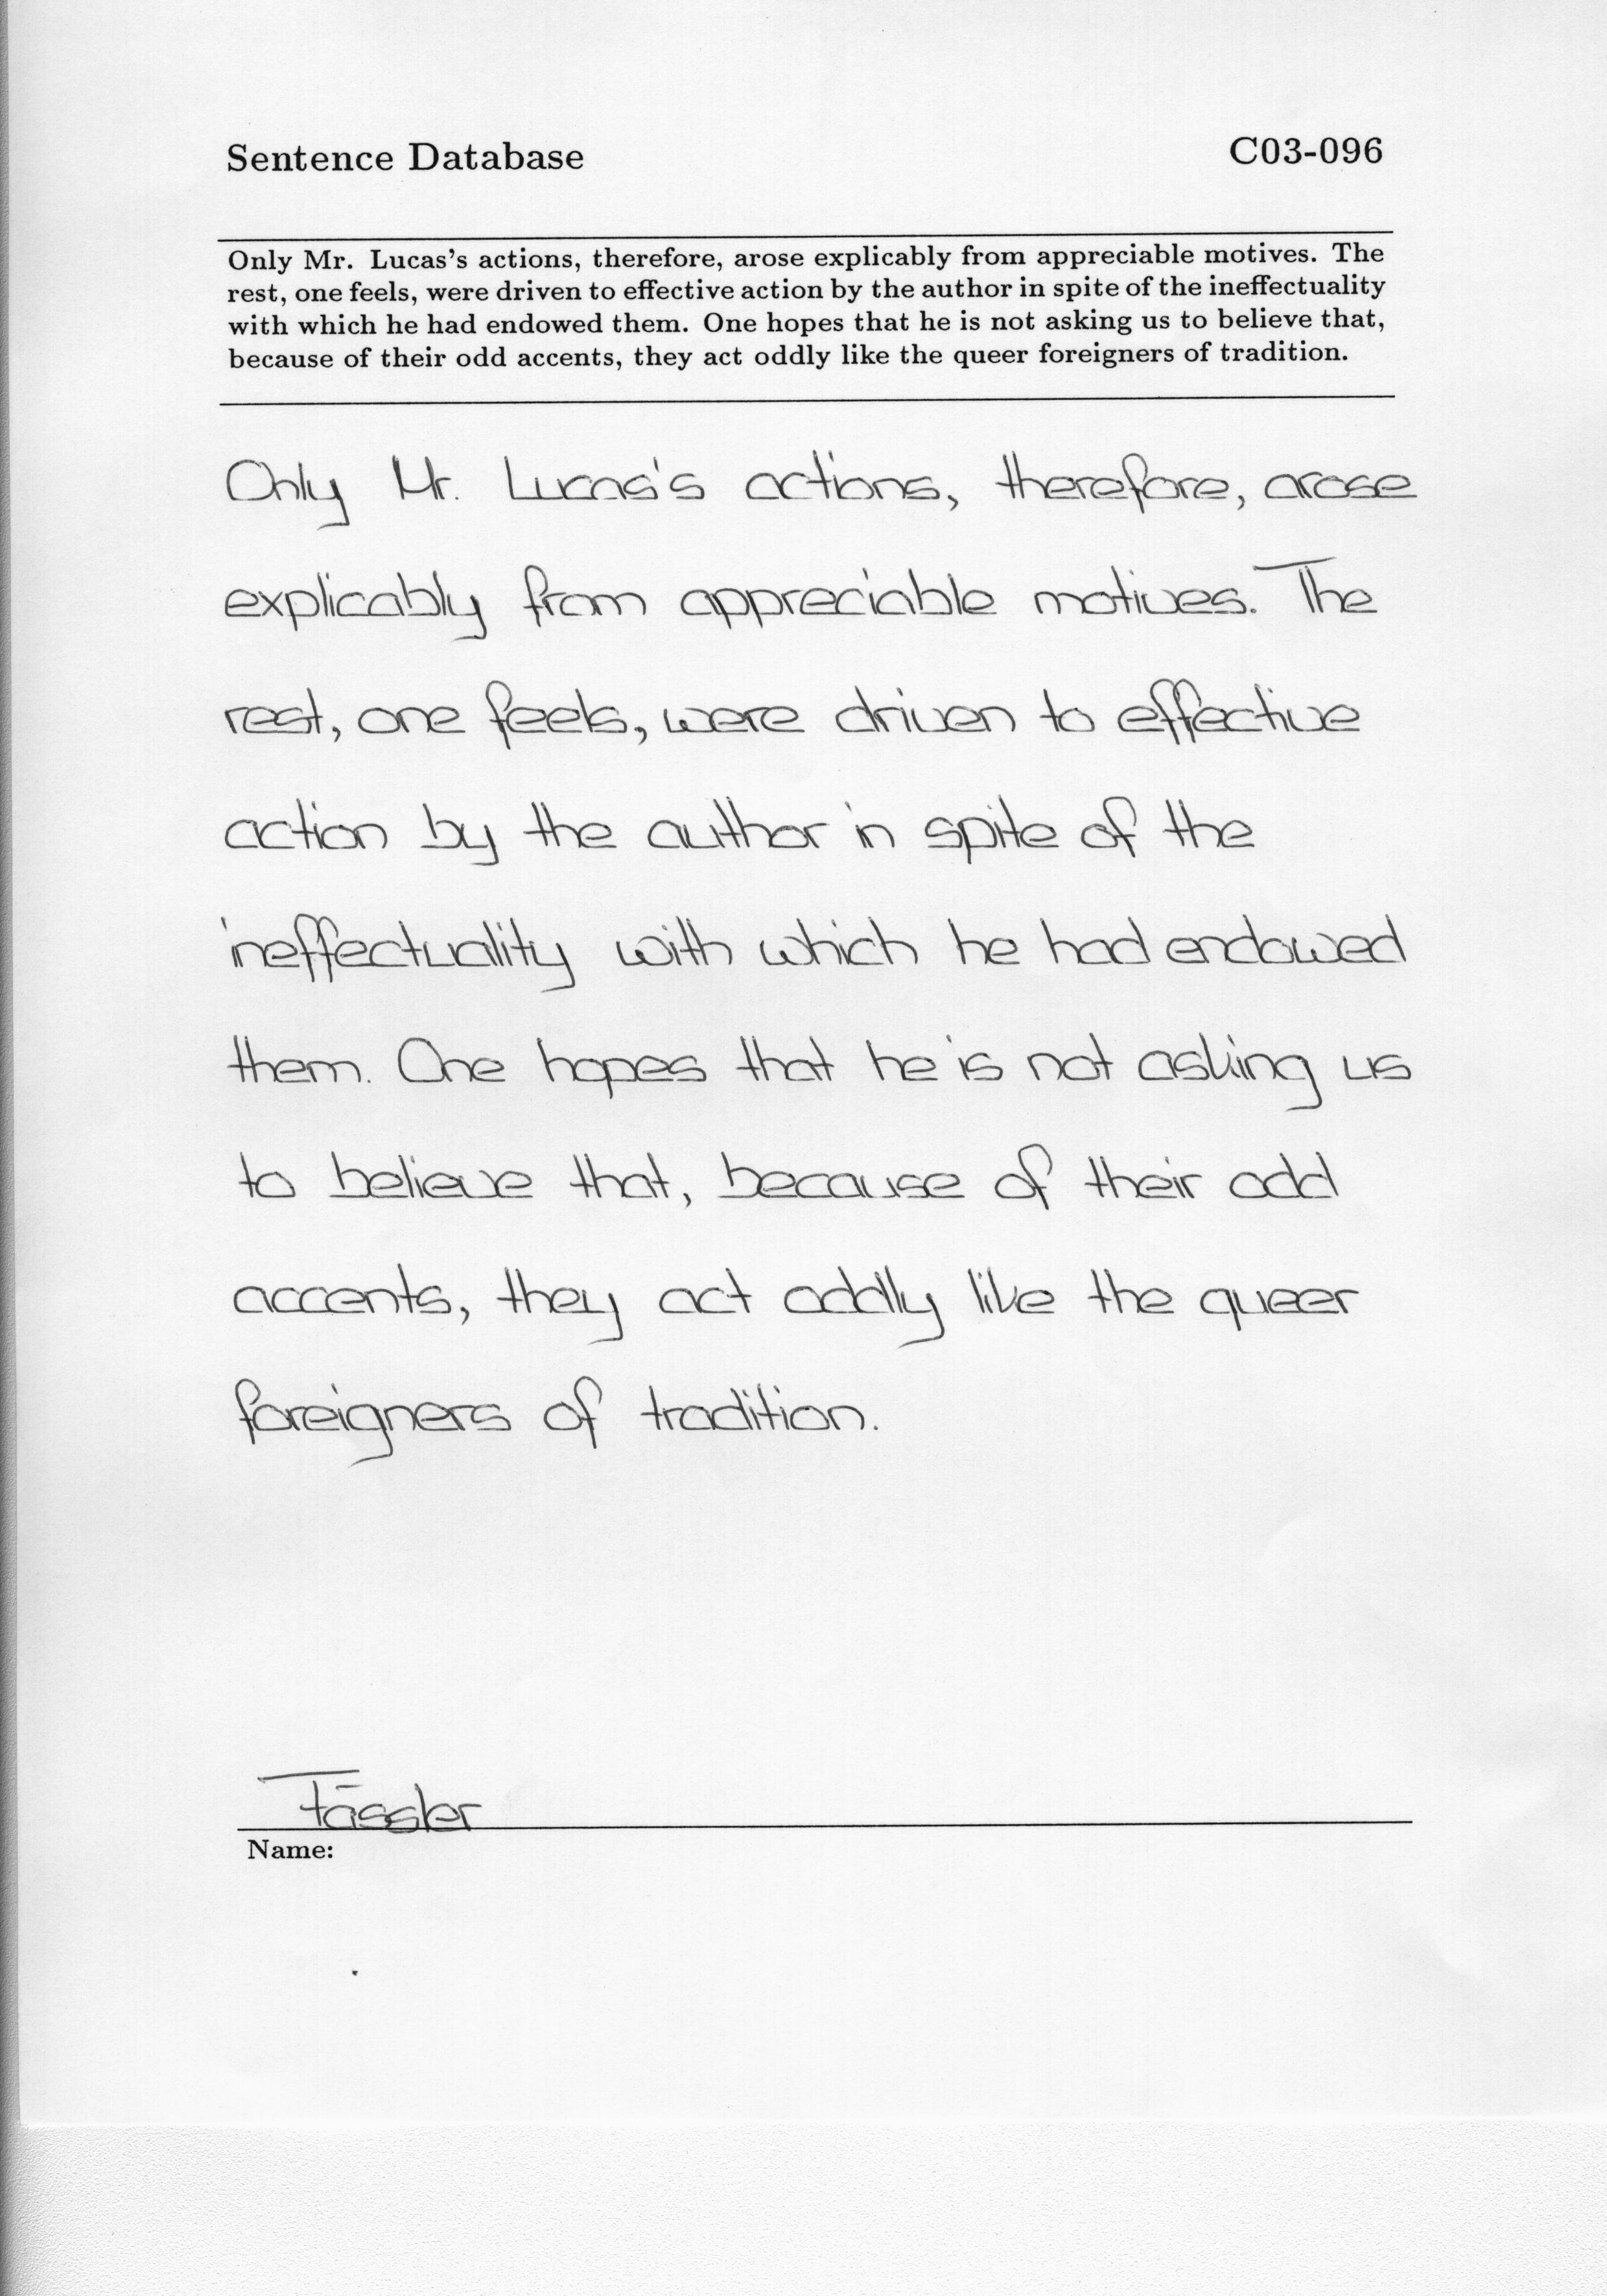 Sentence Database
C03-096
Only Mr. Lucas's actions, therefore, arose explicably from appreciable motives. The
rest, one feels, were driven to effective action by the author in spite of the ineffectuality
with which he had endowed them. One hopes that he is not asking us to believe that,
because of their odd accents, they act oddly like the queer foreigners of tradition.
Only Mr. Lucas's actions, therefore, arose
explicably from appreciable motives. The
rest, one feels, were driven to effective
action by the author in spite of the
ineffectuality with which he had endowed
them. One hopes that he is not asking us
to believe that, because of their odd
accents, they act oddly like the queer
foreigners of tradition.
Fässler
Name: